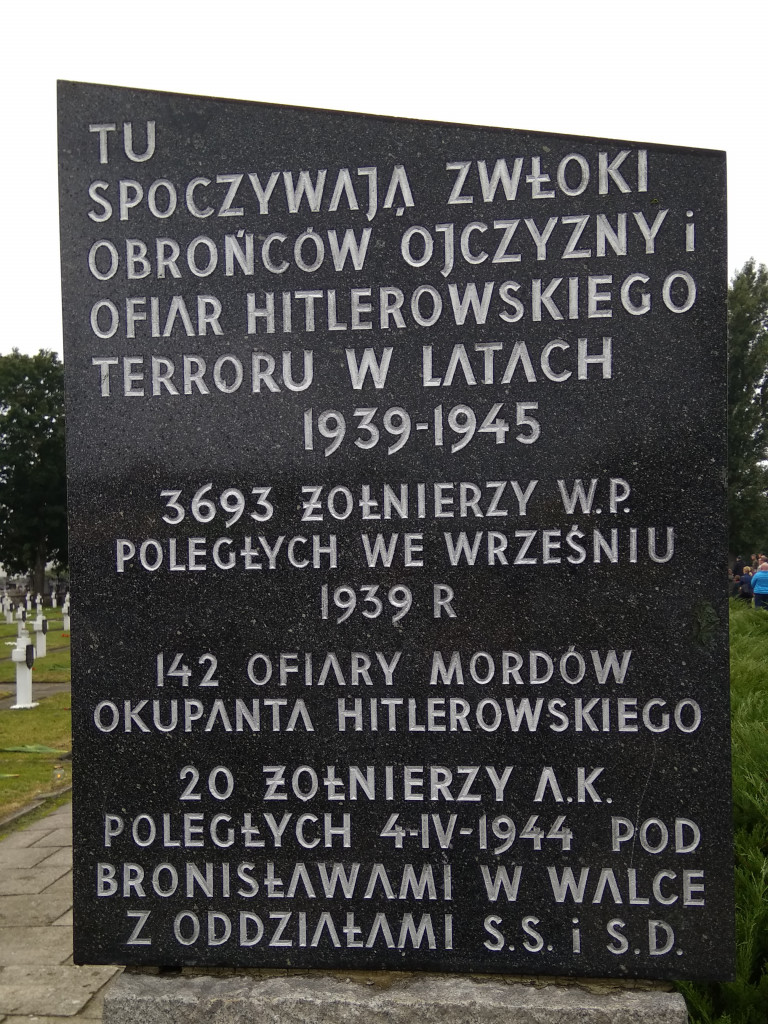 TU
SPOCZYWAJĄ ZWŁOKI
OBROŃCÓW OJCZYZNY i
OFIAR HITLEROWSKIEGO
TERRORU W LATACH
1939-1945
3693 ŻOŁNIERZY W.P.
POLEGŁYCH WE WRZEŚNIU
1939 R
142 OFIARY MORDÓW
OKUPANTA HITLEROWSKIEGO
20 ŻOŁNIERZY A.K.
POLEGŁYCH 4-IV-1944 POD
BRONISŁAWAMI W WALCE
Z ODDZIAŁAMI S.S. i S.D.